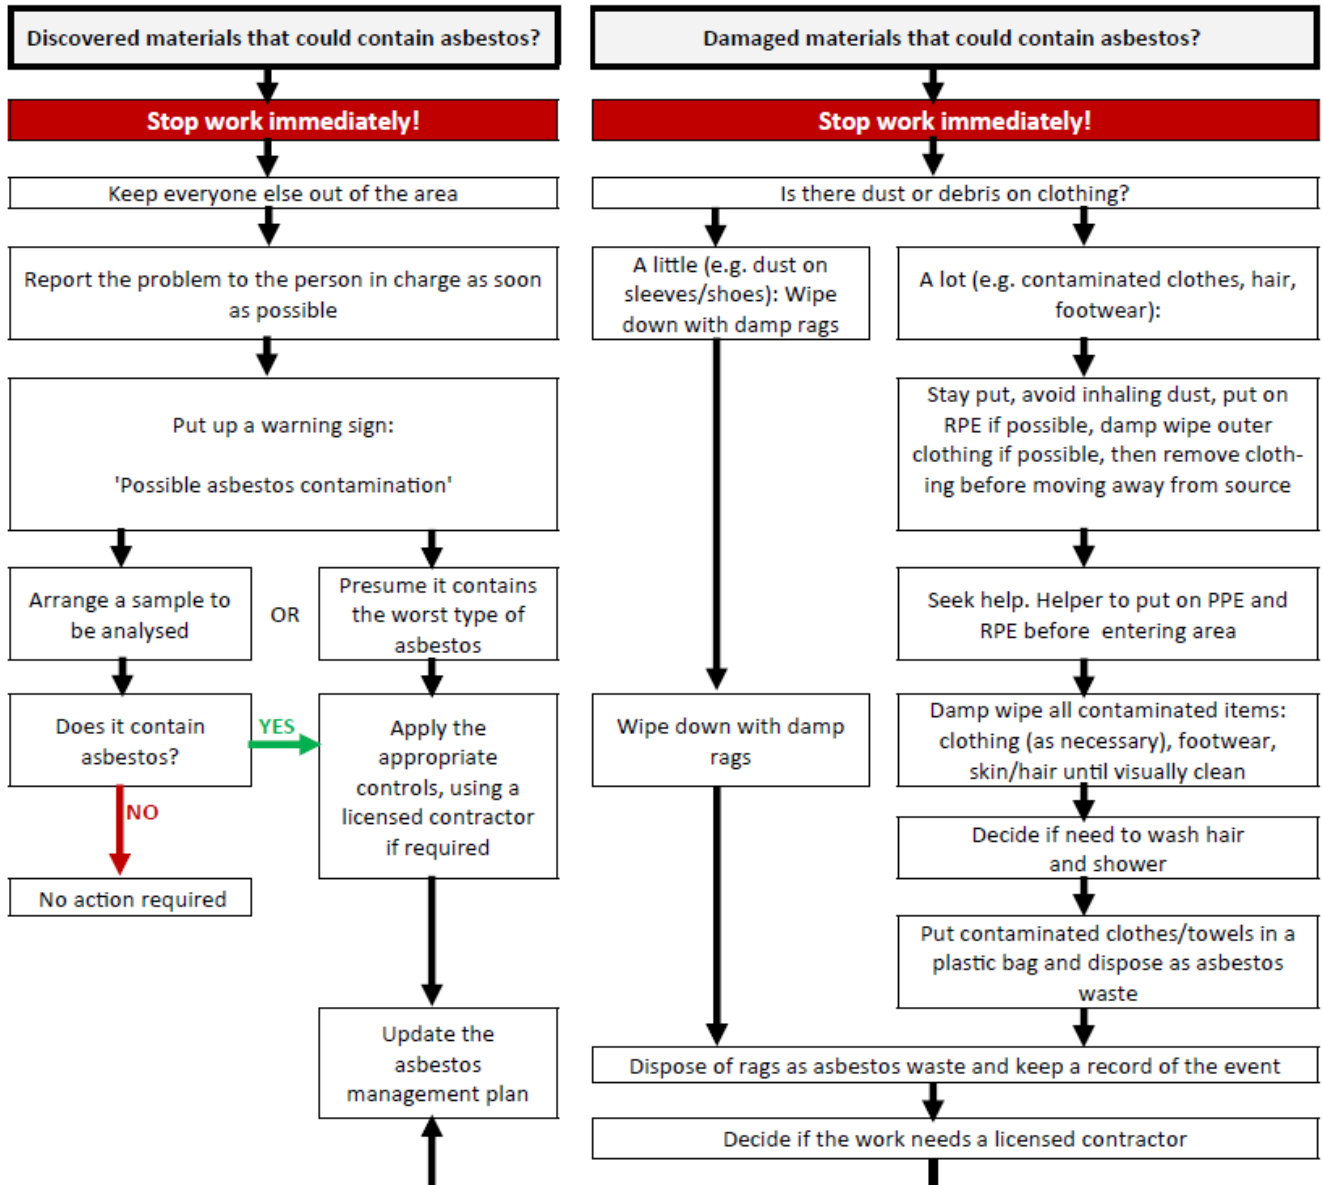 Discovered materials that could contain asbestos?
Stop work immediately!
Keep everyone else out of the area
Report the problem to the person in charge as soon
as possible
Put up a warning sign:
'Possible asbestos contamination'
Arrange a sample to
be analysed
OR
Presume it contains
the worst type of
asbestos
Does it contain
asbestos?
YES
Apply the
appropriate
controls, using a
licensed contractor
if required
NO
No action required
Update the
asbestos
management plan
Damaged materials that could contain asbestos?
Stop work immediately!
Is there dust or debris on clothing?
A little (e.g. dust on
sleeves/shoes): Wipe
down with damp rags
Wipe down with damp
rags
A lot (e.g. contaminated clothes, hair,
footwear):
Stay put, avoid inhaling dust, put on
RPE if possible, damp wipe outer
clothing if possible, then remove cloth-
ing before moving away from source
Seek help. Helper to put on PPE and
RPE before entering area
Damp wipe all contaminated items:
clothing (as necessary), footwear,
skin/hair until visually clean
Decide if need to wash hair
and shower
Put contaminated clothes/towels in a
plastic bag and dispose as asbestos
waste
Dispose of rags as asbestos waste and keep a record of the event
Decide if the work needs a licensed contractor